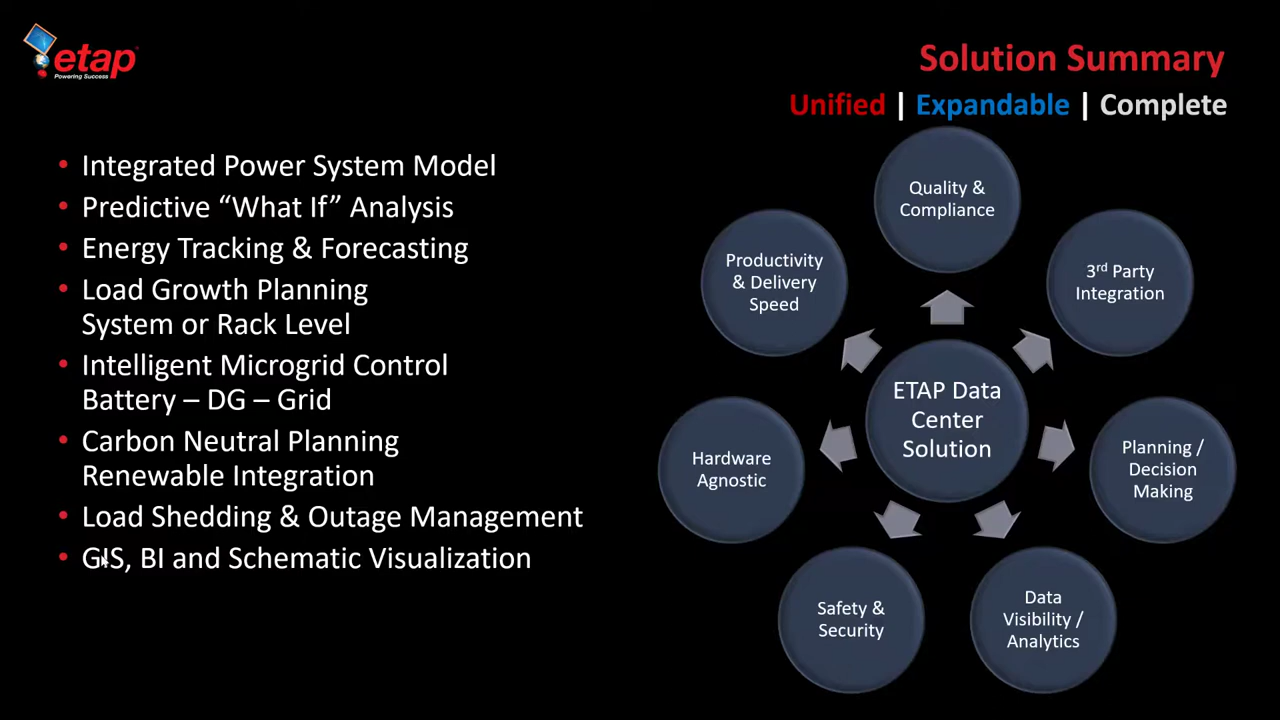 etap
Powering Success
Solution Summary
Unified | Expandable | Complete
• Integrated Power System Model
• Predictive “What If” Analysis
• Energy Tracking & Forecasting
• Load Growth Planning
System or Rack Level
• Intelligent Microgrid Control
Battery – DG – Grid
• Carbon Neutral Planning
Renewable Integration
• Load Shedding & Outage Management
• GIS, BI and Schematic Visualization
Quality &
Compliance
3rd Party
Integration
Planning /
Decision
Making
Data
Visibility /
Analytics
Safety &
Security
Hardware
Agnostic
Productivity
& Delivery
Speed
ETAP Data
Center
Solution